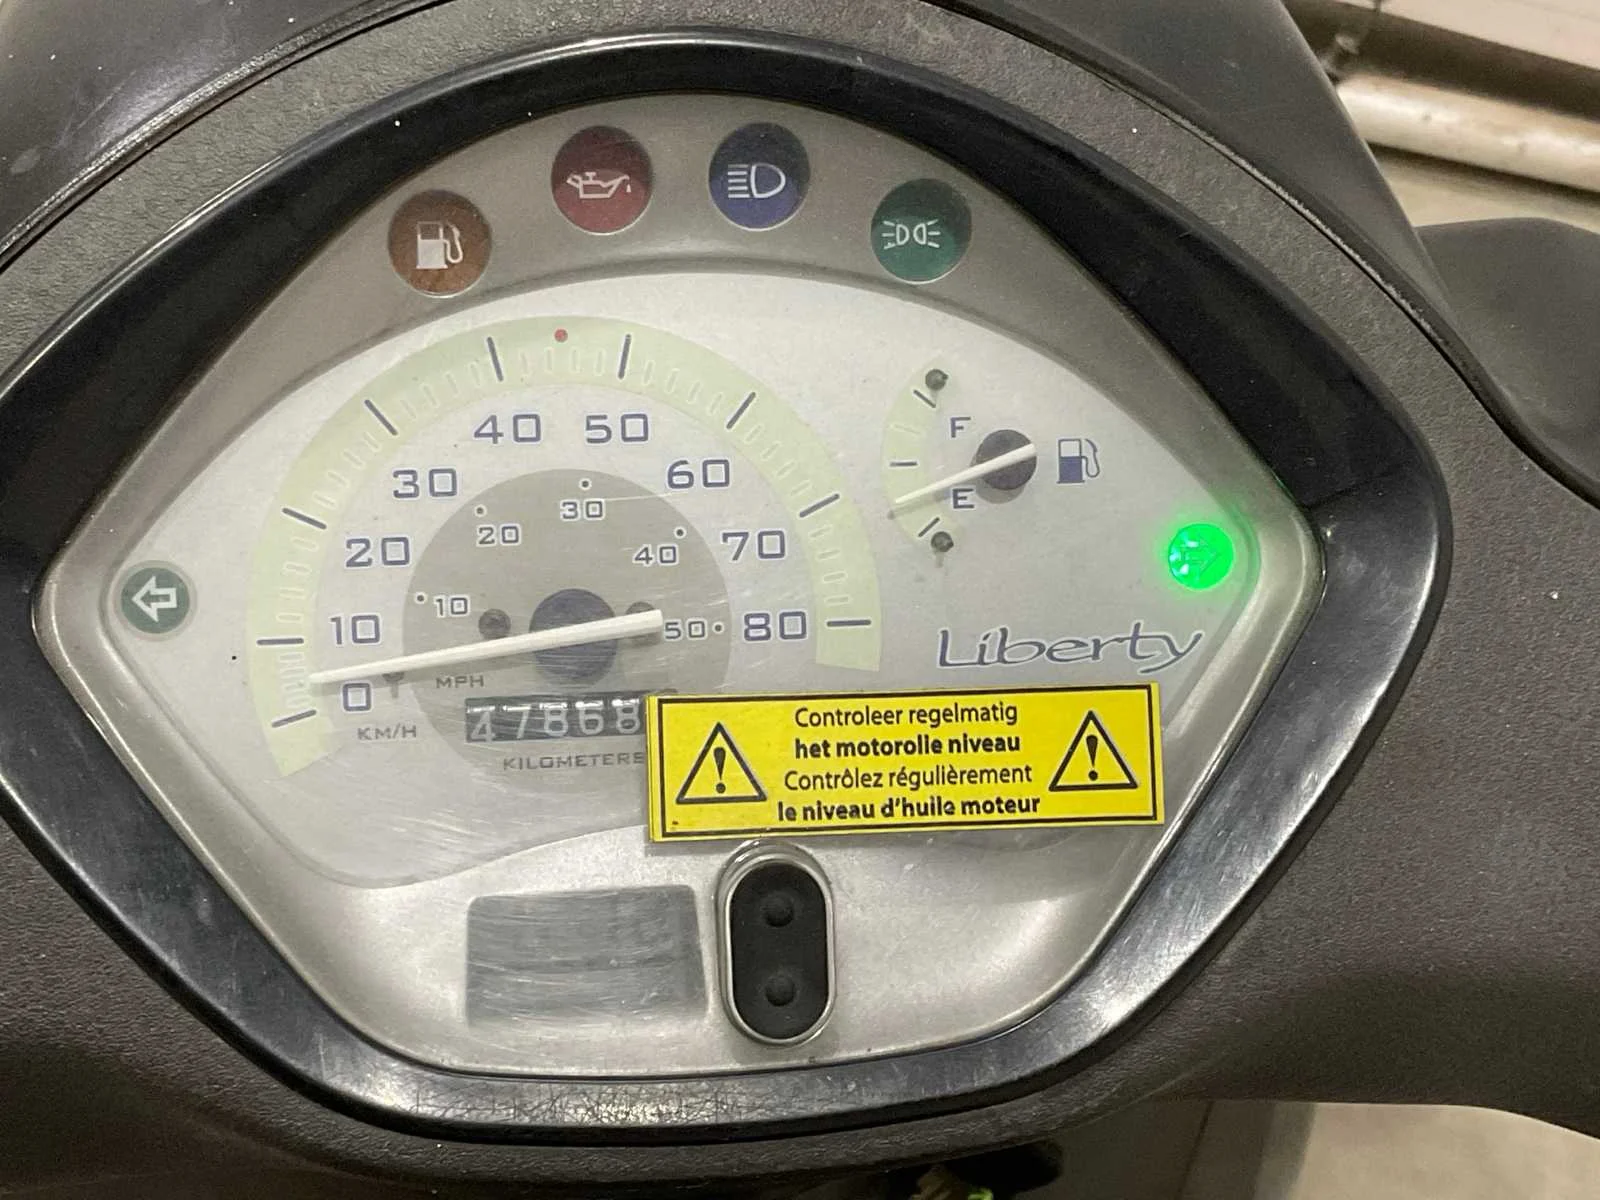 40 50
30 60
20 70
10 80
0
30
20
40
10
50
F
E
MPH
KM/H
47868
KILOMETERS
Liberty
Controleer regelmatig
het motorolie niveau
Contrôlez régulièrement
le niveau d'huile moteur